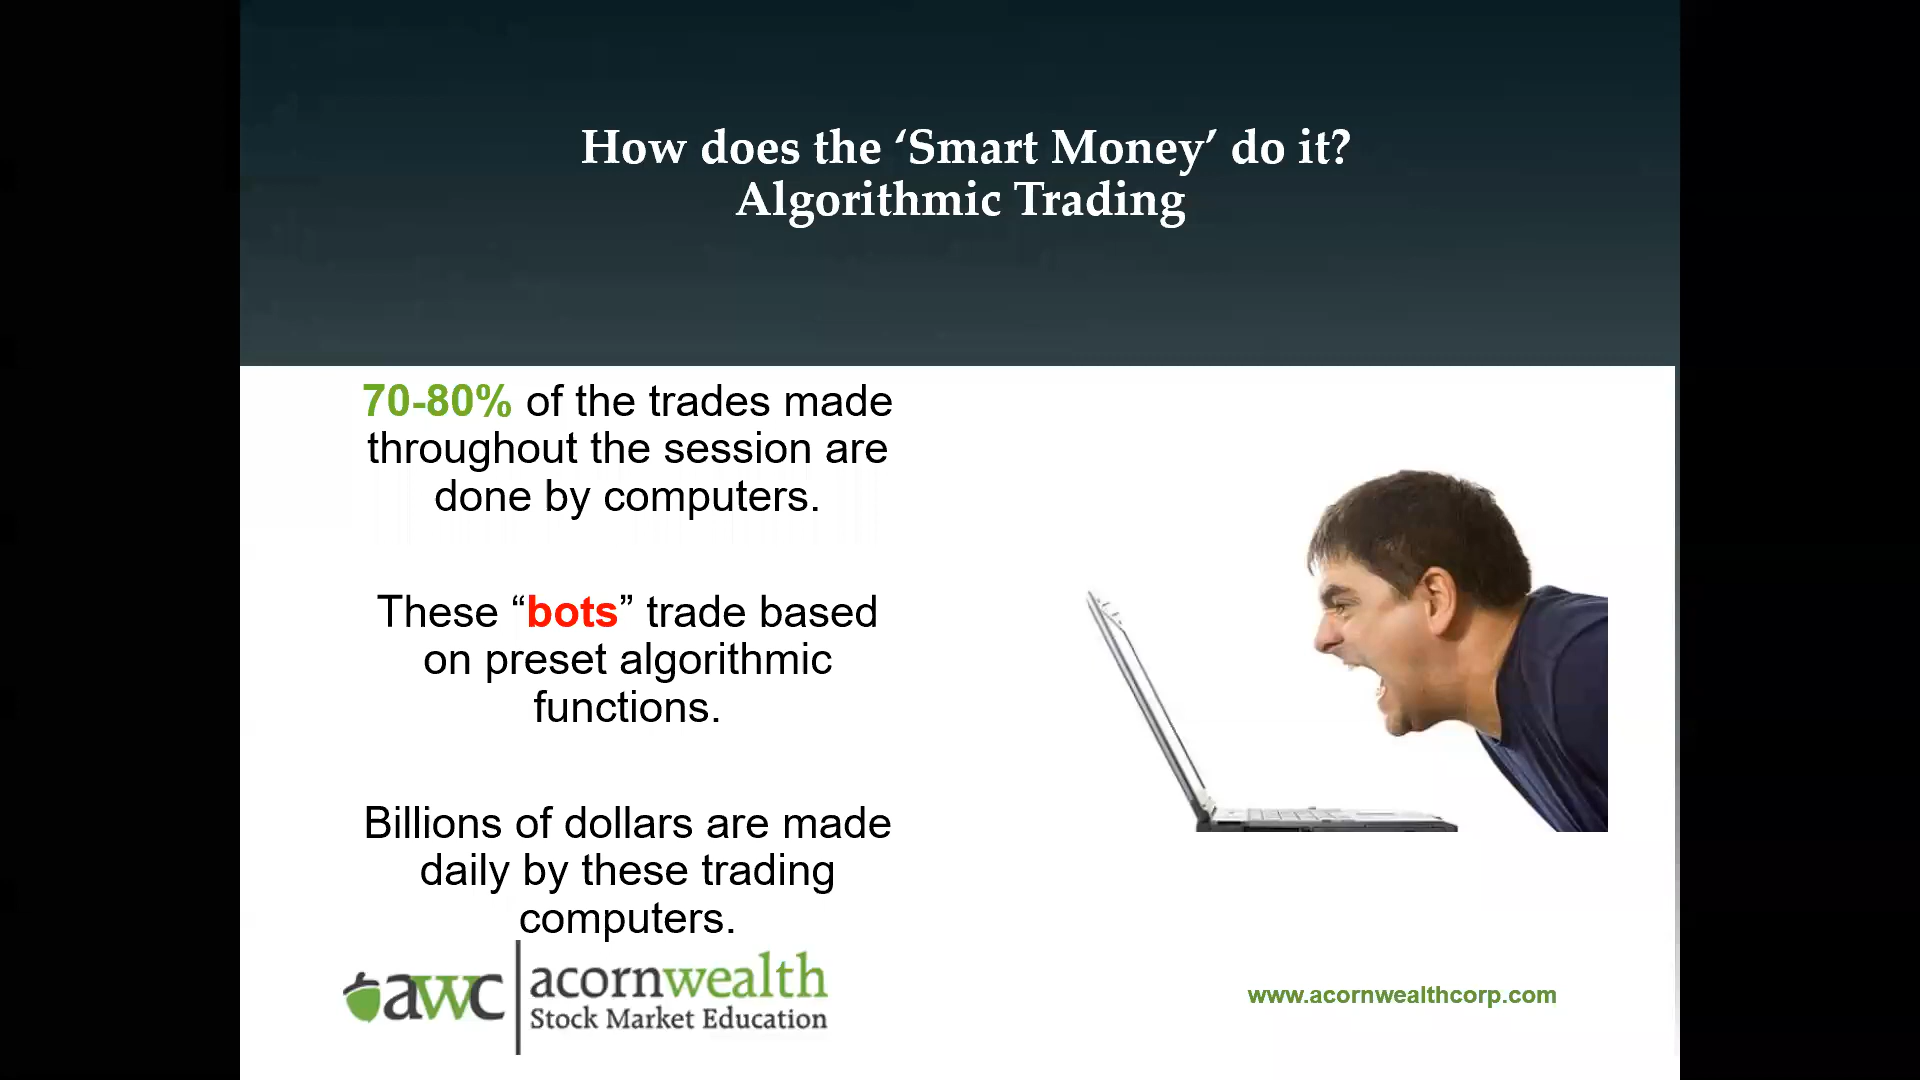 How does the ‘Smart Money’ do it?
Algorithmic Trading
70-80% of the trades made
throughout the session are
done by computers.
These “bots” trade based
on preset algorithmic
functions.
Billions of dollars are made
daily by these trading
computers.
awc
acornwealth
Stock Market Education
www.acornwealthcorp.com